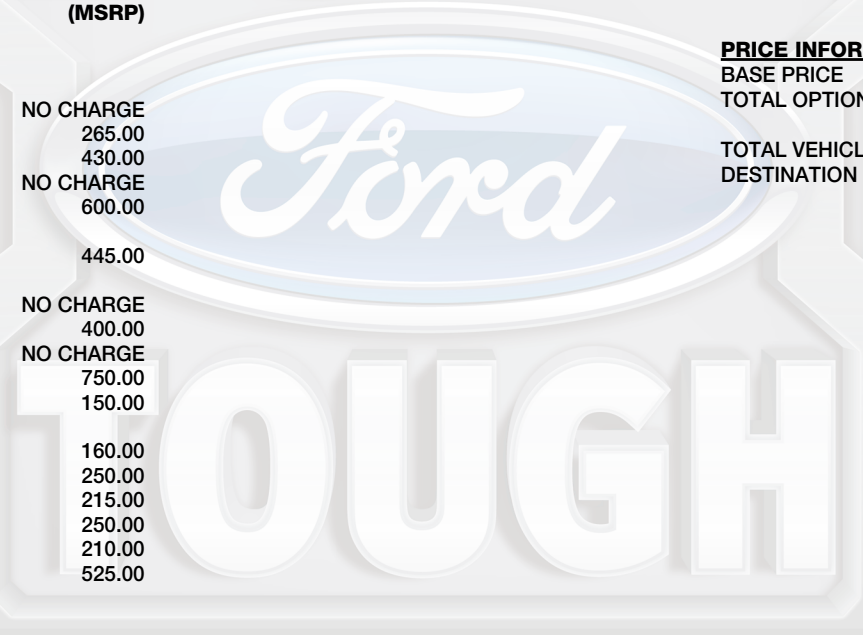 (MSRP)
NO CHARGE
265.00
430.00
NO CHARGE
600.00
445.00
NO CHARGE
400.00
NO CHARGE
750.00
150.00
160.00
250.00
215.00
250.00
210.00
525.00
PRICE INFOR
BASE PRICE
TOTAL OPTION
TOTAL VEHICL
DESTINATION
Ford
TOUGH